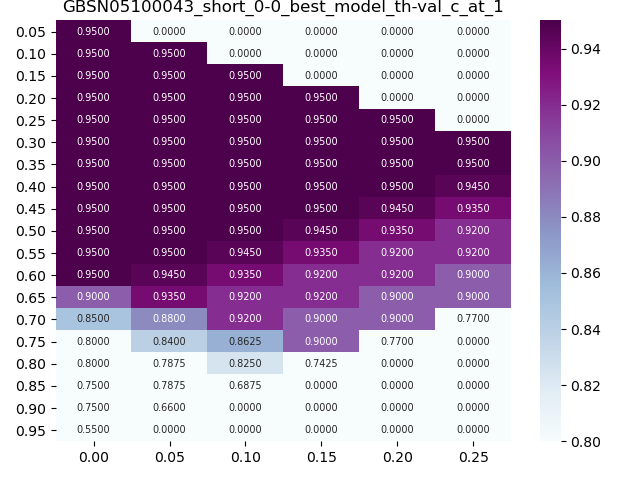 GBSN05100043_short_0-0_best_model_th-val_c_at_1
0.05 0.9500 0.0000 0.0000 0.0000 0.0000 0.0000
0.10 0.9500 0.9500 0.0000 0.0000 0.0000 0.0000
0.15 0.9500 0.9500 0.9500 0.0000 0.0000 0.0000
0.20 0.9500 0.9500 0.9500 0.9500 0.0000 0.0000
0.25 0.9500 0.9500 0.9500 0.9500 0.9500 0.0000
0.30 0.9500 0.9500 0.9500 0.9500 0.9500 0.9500
0.35 0.9500 0.9500 0.9500 0.9500 0.9500 0.9500
0.40 0.9500 0.9500 0.9500 0.9500 0.9500 0.9450
0.45 0.9500 0.9500 0.9500 0.9500 0.9450 0.9350
0.50 0.9500 0.9500 0.9500 0.9450 0.9350 0.9200
0.55 0.9500 0.9500 0.9450 0.9350 0.9200 0.9200
0.60 0.9500 0.9450 0.9350 0.9200 0.9200 0.9000
0.65 0.9000 0.9350 0.9200 0.9200 0.9000 0.9000
0.70 0.8500 0.8800 0.9200 0.9000 0.9000 0.7700
0.75 0.8000 0.8400 0.8625 0.9000 0.7700 0.0000
0.80 0.8000 0.7875 0.8250 0.7425 0.0000 0.0000
0.85 0.7500 0.7875 0.6875 0.0000 0.0000 0.0000
0.90 0.7500 0.6600 0.0000 0.0000 0.0000 0.0000
0.95 0.5500 0.0000 0.0000 0.0000 0.0000 0.0000
0.00 0.05 0.10 0.15 0.20 0.25
0.94
0.92
0.90
0.88
0.86
0.84
0.82
0.80